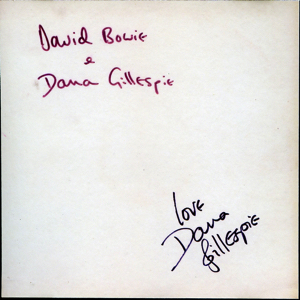 David Bowie
&
Dana Gillespie
love
Dana
Gillespie